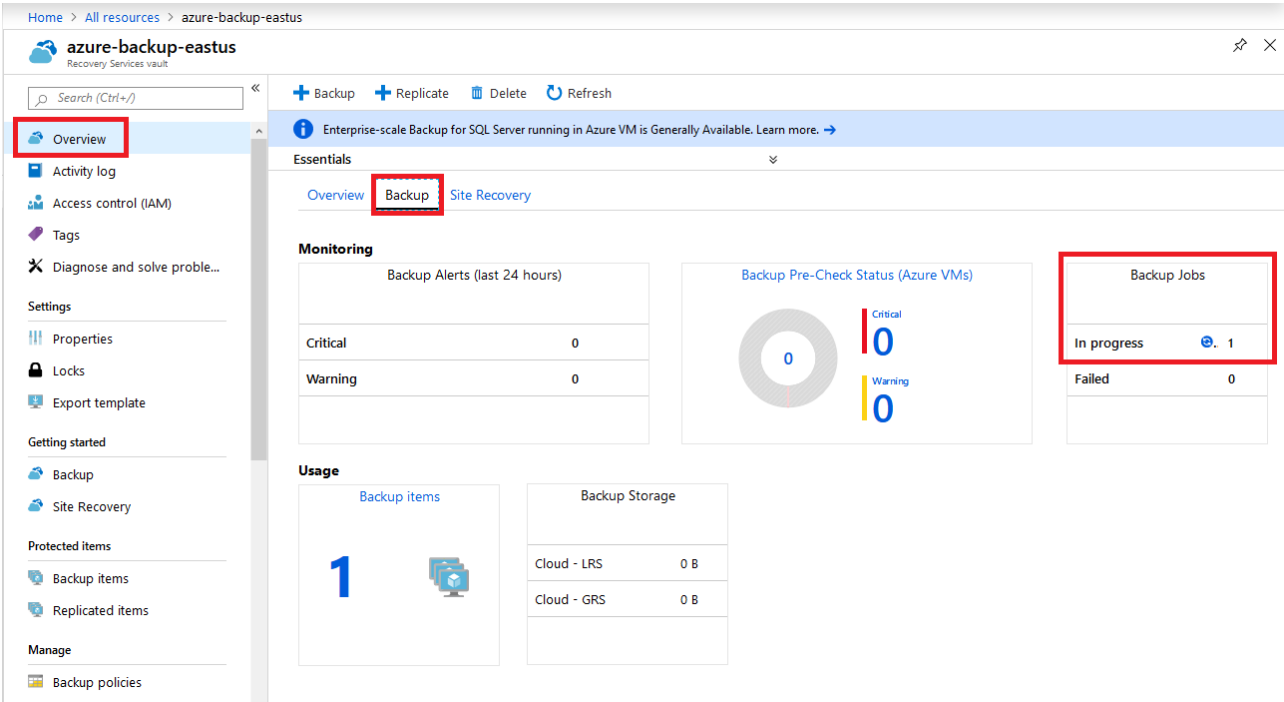 Home > All resources > azure-backup-eastus
azure-backup-eastus
Recovery Services vault
Search (Ctrl+/)
Overview
Activity log
Access control (IAM)
Tags
Diagnose and solve proble...
Settings
Properties
Locks
Export template
Getting started
Backup
Site Recovery
Protected items
Backup items
Replicated items
Manage
Backup policies
Backup Replicate Delete Refresh
Enterprise-scale Backup for SQL Server running in Azure VM is Generally Available. Learn more. →
Essentials
Overview Backup Site Recovery
Monitoring
Backup Alerts (last 24 hours)
Critical 0
Warning 0
Backup Pre-Check Status (Azure VMs)
0
Critical
0
Warning
0
Backup Jobs
In progress 1
Failed 0
Usage
Backup items
1
Backup Storage
Cloud - LRS 0 B
Cloud - GRS 0 B